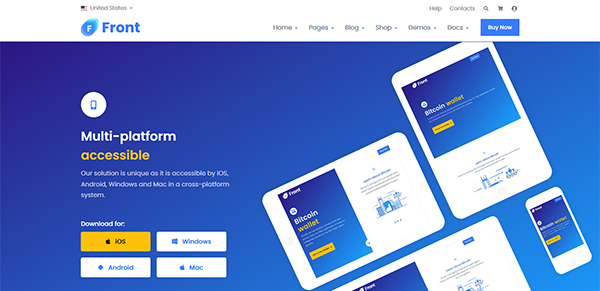 United States
Help Contacts
Front
Home Pages Blog Shop Demos Docs Buy Now
Multi-platform
accessible
Our solution is unique as it is accessible by iOS,
Android, Windows and Mac in a cross-platform
system.
Download for:
iOS Windows
Android Mac
Front
Bitcoin
wallet
Front
Bitcoin wallet
Front
Bitcoin wallet
Front